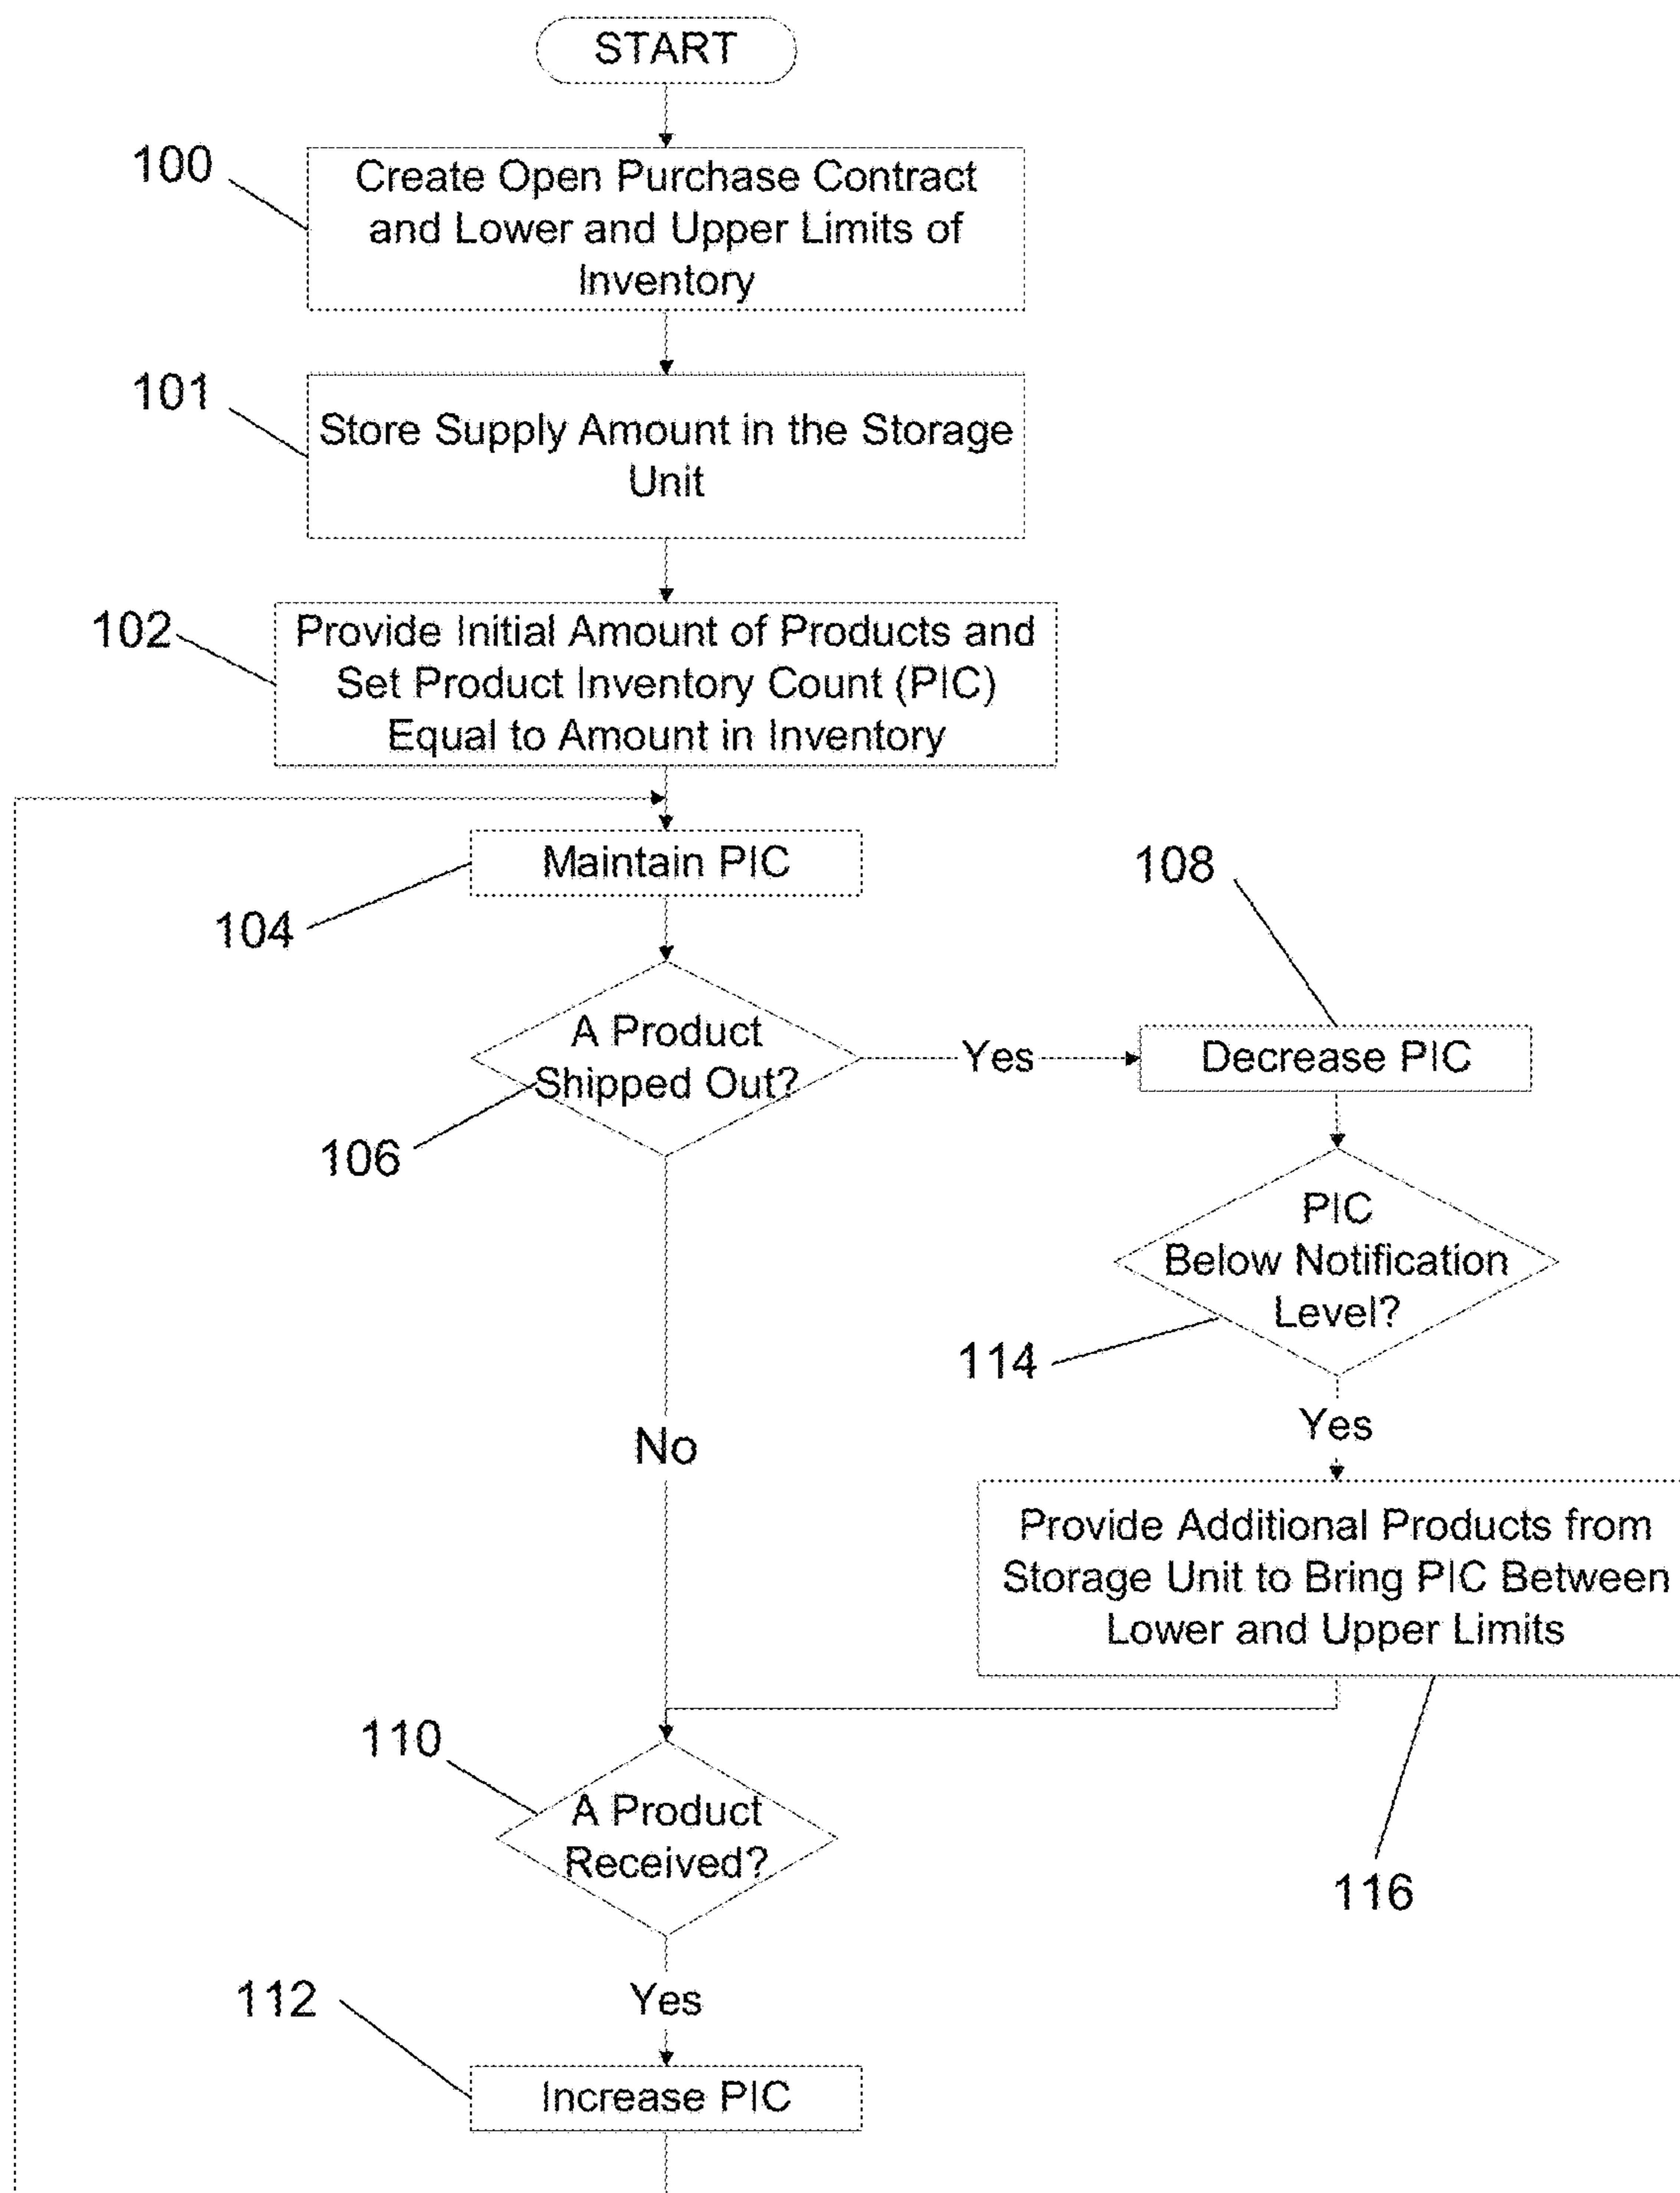 START
100
Create Open Purchase Contract
and Lower and Upper Limits of
Inventory
101
Store Supply Amount in the Storage
Unit
102
Provide Initial Amount of Products and
Set Product Inventory Count (PIC)
Equal to Amount in Inventory
Maintain PIC
104
108
A Product
Shipped Out?
Yes
Decrease PIC
106
PIC
Below Notification
Level?
114
Yes
No
Provide Additional Products from
Storage Unit to Bring PIC Between
Lower and Upper Limits
110
A Product
Received?
116
112
Yes
Increase PIC